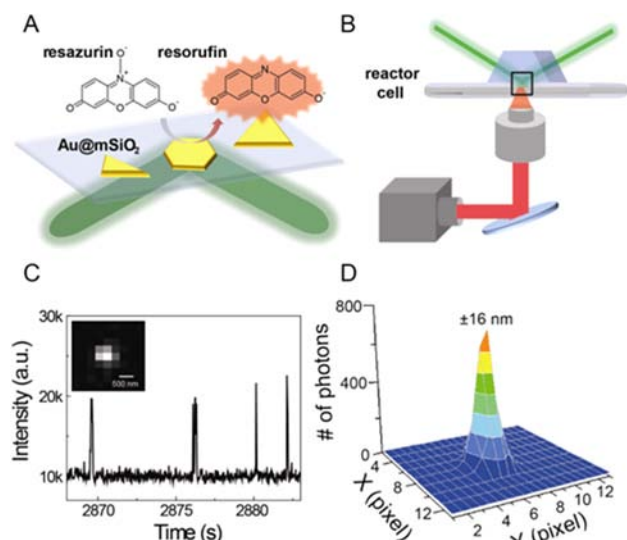 A
resazurin
resorufin
O⁻
N⁺
O
O
O⁻
N
O
O
O⁻
Au@mSiO₂
B
reactor
cell
C
30k
20k
10k
Intensity (a.u.)
500 nm
2870
2875
2880
Time (s)
D
800
400
0
# of photons
±16 nm
4
8
12
X (pixel)
2
4
6
8
10
12
Y (pixel)